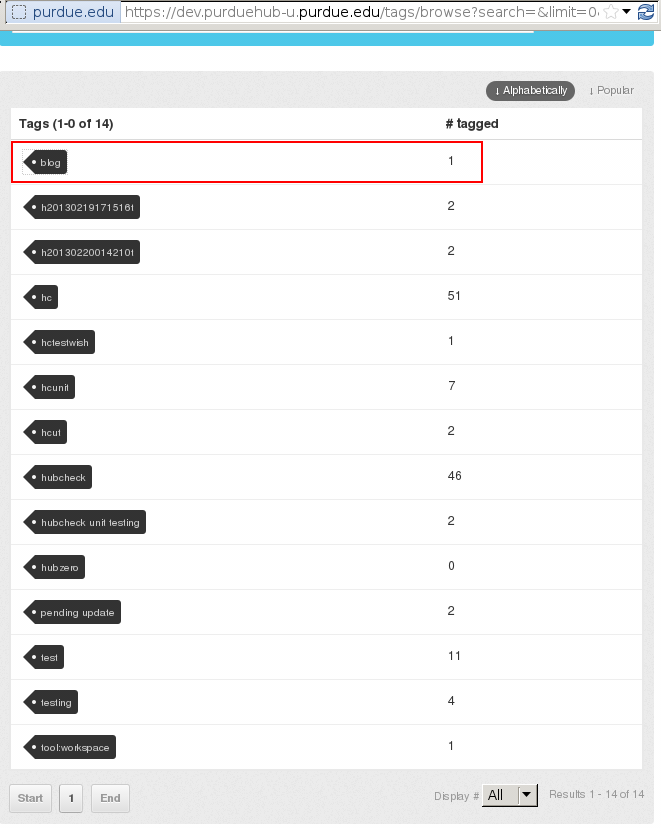 purdue.edu https://dev.purduehub-u.purdue.edu/tags/browse?search=&limit=0&
↓ Alphabetically ↓ Popular
Tags (1-0 of 14) # tagged
blog 1
h20130219171516t 2
h20130220014210t 2
hc 51
hctestwish 1
hcunit 7
hcut 2
hubcheck 46
hubcheck unit testing 2
hubzero 0
pending update 2
test 11
testing 4
tool:workspace 1
Start 1 End Display # All Results 1 - 14 of 14